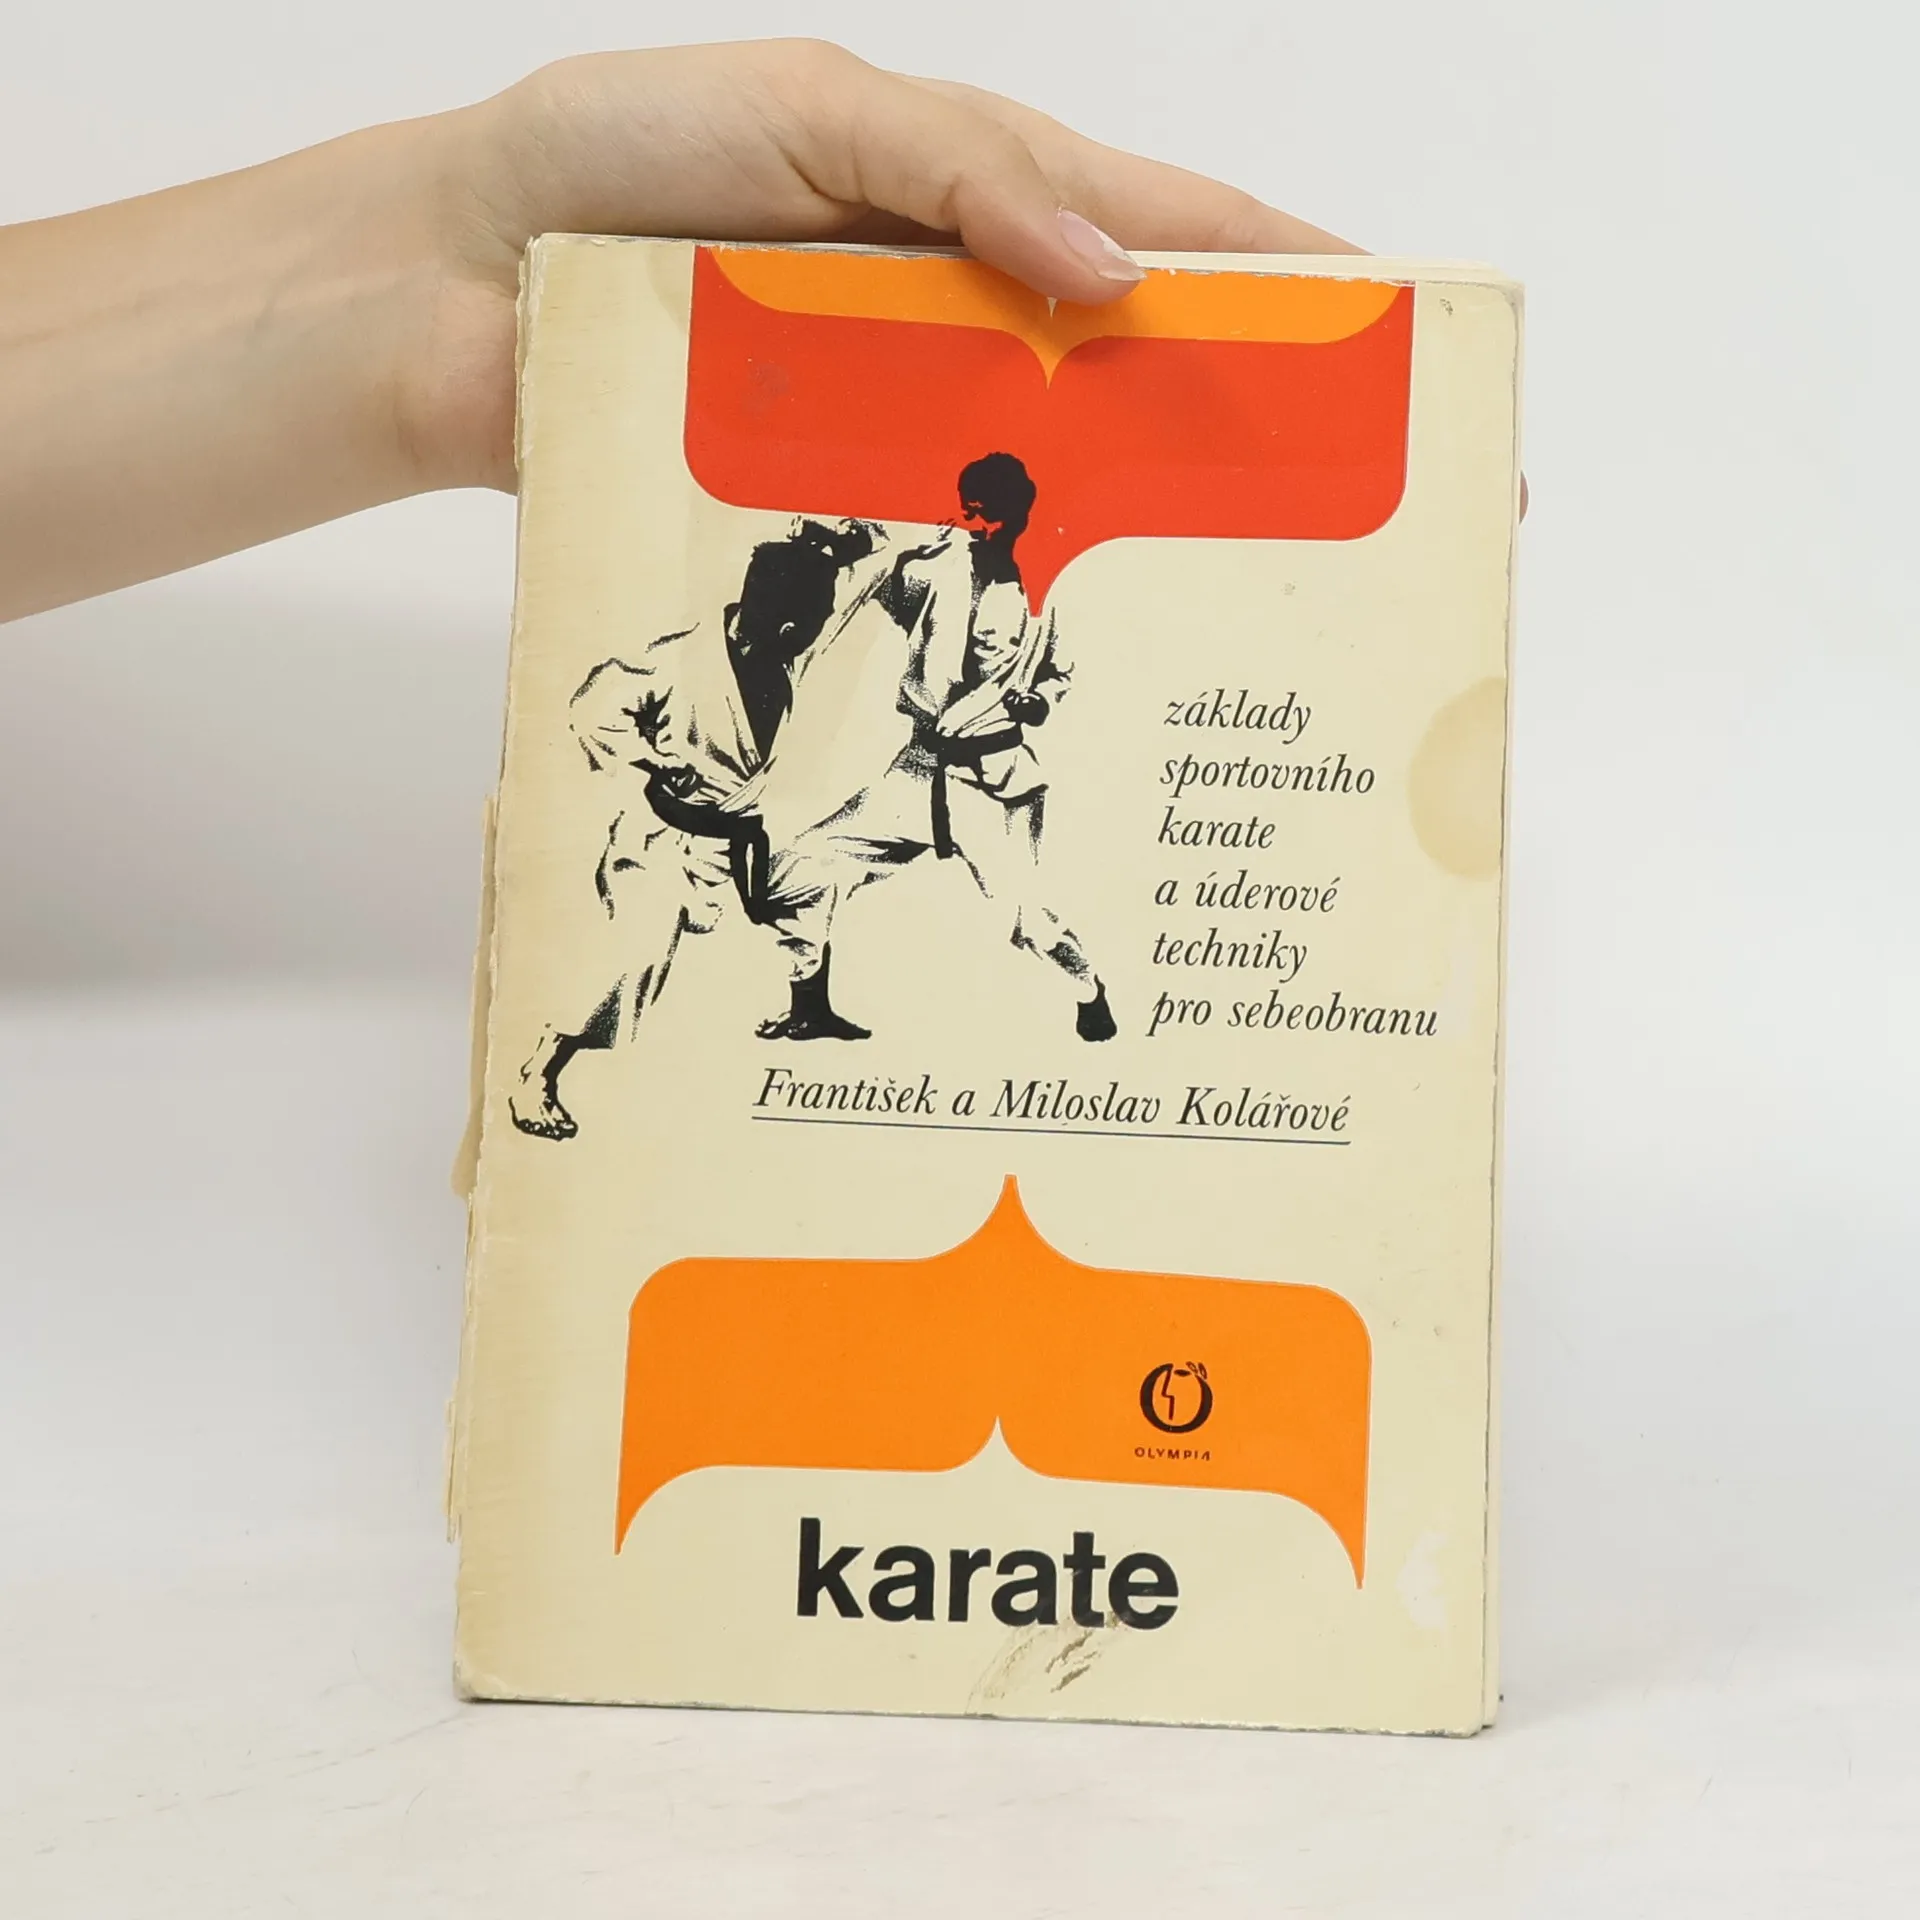 základy
sportovního
karate
a úderové
techniky
pro sebeobranu
František a Miloslav Kolářové
OLYMPIA
karate